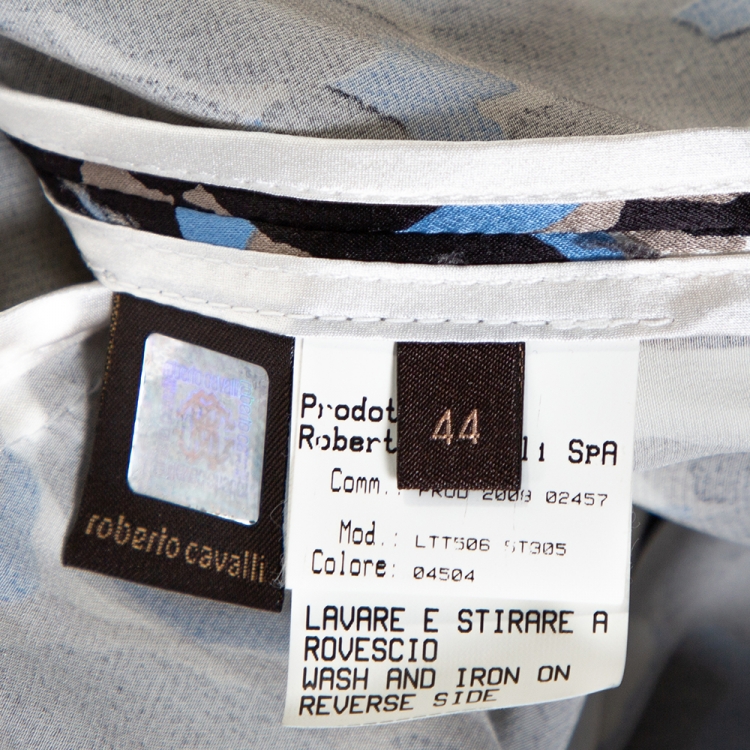 roberto cavalli
44
Prodot
Robert lli SpA
Comm.: PROD 2008 02457
Mod.: LTT506 ST305
Colore: 04504
LAVARE E STIRARE A
ROVESCIO
WASH AND IRON ON
REVERSE SIDE